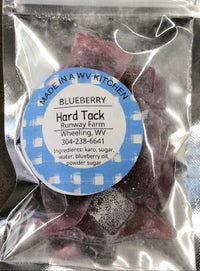 MADE IN A WV KITCHEN
BLUEBERRY
Hard Tack
Runway Farm
Wheeling, WV
304-238-6641
Ingredients: karo, sugar,
water, blueberry oil,
powder sugar